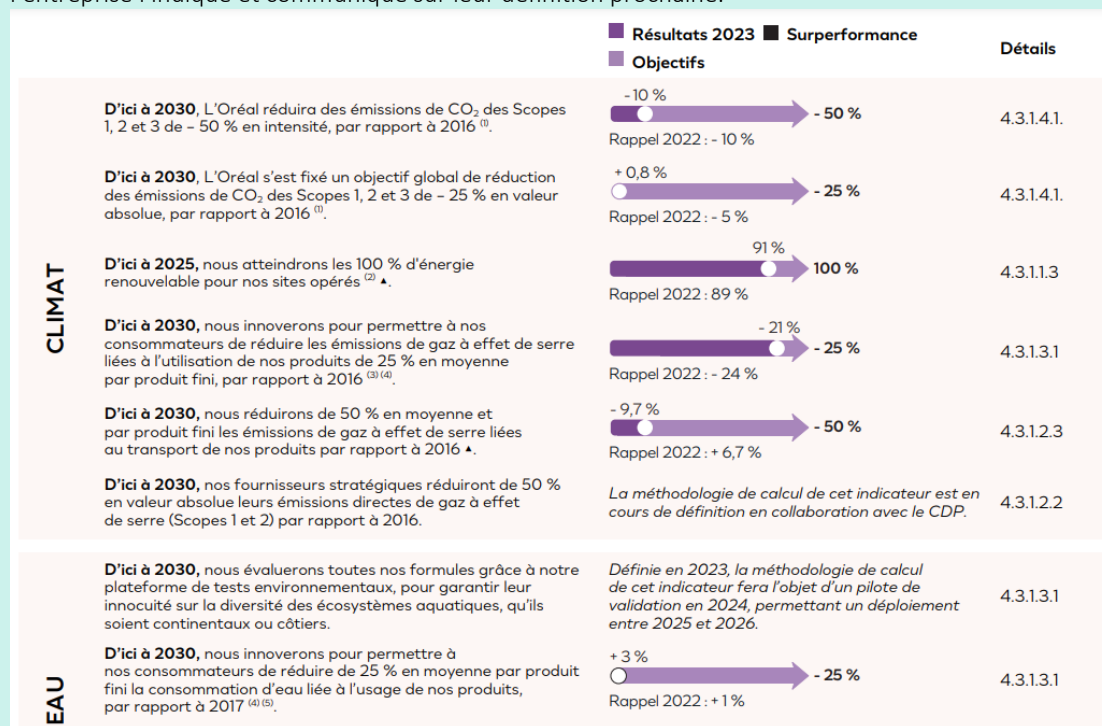 l'entreprise l'indique et communique sur leur définition prochaine.
Résultats 2023 Surperformance
Objectifs
Détails
CLIMAT
D'ici à 2030, L'Oréal réduira des émissions de CO₂ des Scopes
1, 2 et 3 de – 50 % en intensité, par rapport à 2016 (1).
- 10 %
- 50 %
Rappel 2022 : - 10 %
4.3.1.4.1.
D'ici à 2030, L'Oréal s'est fixé un objectif global de réduction
des émissions de CO₂ des Scopes 1, 2 et 3 de – 25 % en valeur
absolue, par rapport à 2016 (1).
+ 0,8 %
- 25 %
Rappel 2022 : - 5 %
4.3.1.4.1.
D'ici à 2025, nous atteindrons les 100 % d'énergie
renouvelable pour nos sites opérés (2) ▲.
91 %
100 %
Rappel 2022 : 89 %
4.3.1.1.3
D'ici à 2030, nous innoverons pour permettre à nos
consommateurs de réduire les émissions de gaz à effet de serre
liées à l'utilisation de nos produits de 25 % en moyenne
par produit fini, par rapport à 2016 (3) (4).
- 21 %
- 25 %
Rappel 2022 : - 24 %
4.3.1.3.1
D'ici à 2030, nous réduirons de 50 % en moyenne et
par produit fini les émissions de gaz à effet de serre liées
au transport de nos produits par rapport à 2016 ▲.
- 9,7 %
- 50 %
Rappel 2022 : + 6,7 %
4.3.1.2.3
D'ici à 2030, nos fournisseurs stratégiques réduiront de 50 %
en valeur absolue leurs émissions directes de gaz à effet
de serre (Scopes 1 et 2) par rapport à 2016.
La méthodologie de calcul de cet indicateur est en
cours de définition en collaboration avec le CDP.
4.3.1.2.2
EAU
D'ici à 2030, nous évaluerons toutes nos formules grâce à notre
plateforme de tests environnementaux, pour garantir leur
innocuité sur la diversité des écosystèmes aquatiques, qu'ils
soient continentaux ou côtiers.
Définie en 2023, la méthodologie de calcul
de cet indicateur fera l'objet d'un pilote de
validation en 2024, permettant un déploiement
entre 2025 et 2026.
4.3.1.3.1
D'ici à 2030, nous innoverons pour permettre à
nos consommateurs de réduire de 25 % en moyenne par produit
fini la consommation d'eau liée à l'usage de nos produits,
par rapport à 2017 (4) (5).
+ 3 %
- 25 %
Rappel 2022 : + 1 %
4.3.1.3.1